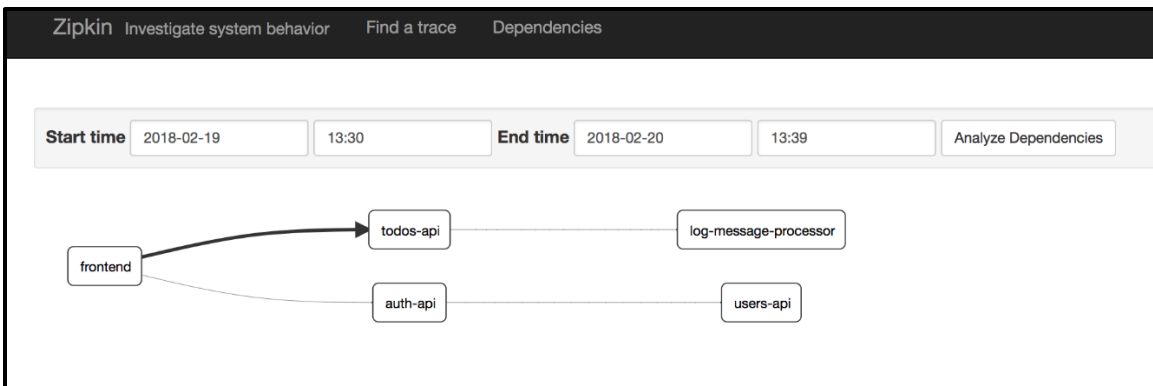 Zipkin Investigate system behavior Find a trace Dependencies
Start time 2018-02-19 13:30 End time 2018-02-20 13:39 Analyze Dependencies
todos-api log-message-processor
frontend
auth-api users-api